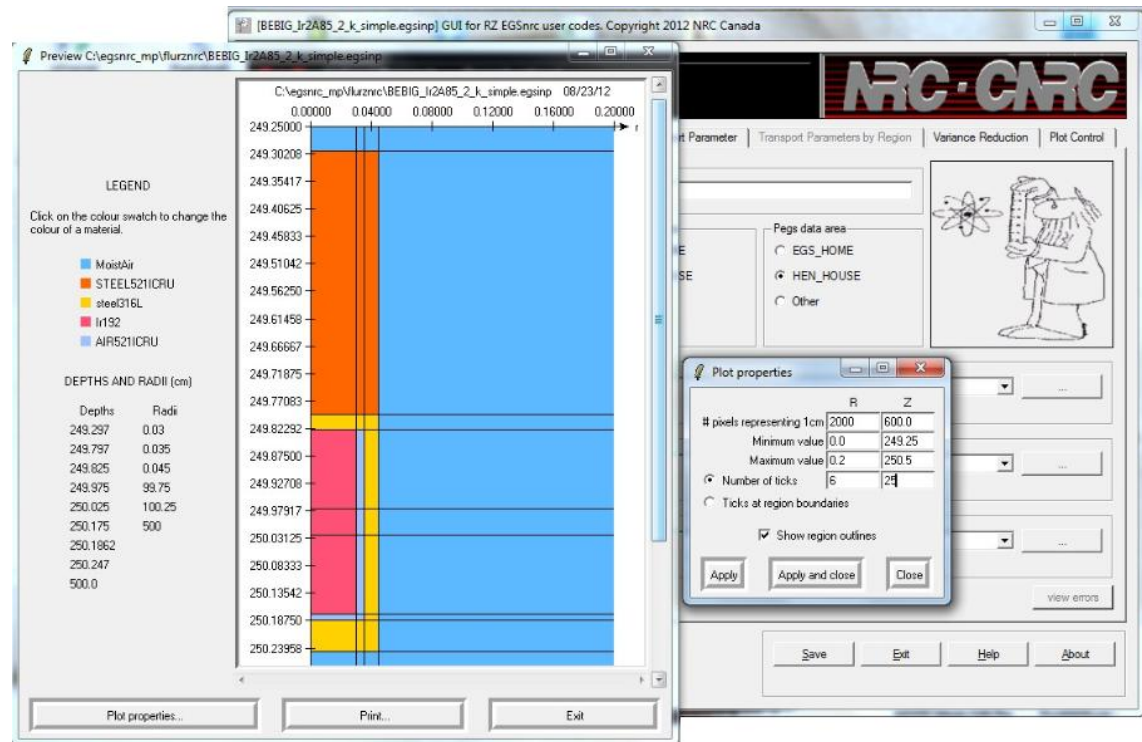 [BEBIG_Ir2A85_2_k_simple.egsinp] GUI for RZ EGSnrc user codes. Copyright 2012 NRC Canada
Preview C:\egsnrc_mp\flurznrc\BEBIG_Ir2A85_2_k_simple.egsinp
NRC·CNRC
Transport Parameters by Region
Variance Reduction
Plot Control
LEGEND
Click on the colour swatch to change the
colour of a material.
MoistAir
STEEL521ICRU
steel316L
Ir192
AIR521ICRU
DEPTHS AND RADII (cm)
Depths Radii
249.297 0.03
249.797 0.035
249.825 0.045
249.975 99.75
250.025 100.25
250.175 500
250.1862
250.247
500.0
C:\egsnrc_mp\flurznrc\BEBIG_Ir2A85_2_k_simple.egsinp 08/23/12
0.00000 0.04000 0.08000 0.12000 0.16000 0.20000
r
249.25000
249.30208
249.35417
249.40625
249.45833
249.51042
249.56250
249.61458
249.66667
249.71875
249.77083
249.82292
249.87500
249.92708
249.97917
250.03125
250.08333
250.13542
250.18750
250.23958
Plot properties...
Print...
Exit
Pegs data area
EGS_HOME
HEN_HOUSE
Other
Plot properties
R Z
# pixels representing 1cm 2000 600.0
Minimum value 0.0 249.25
Maximum value 0.2 250.5
Number of ticks 6 25
Ticks at region boundaries
Show region outlines
Apply
Apply and close
Close
...
...
...
view errors
Save
Exit
Help
About